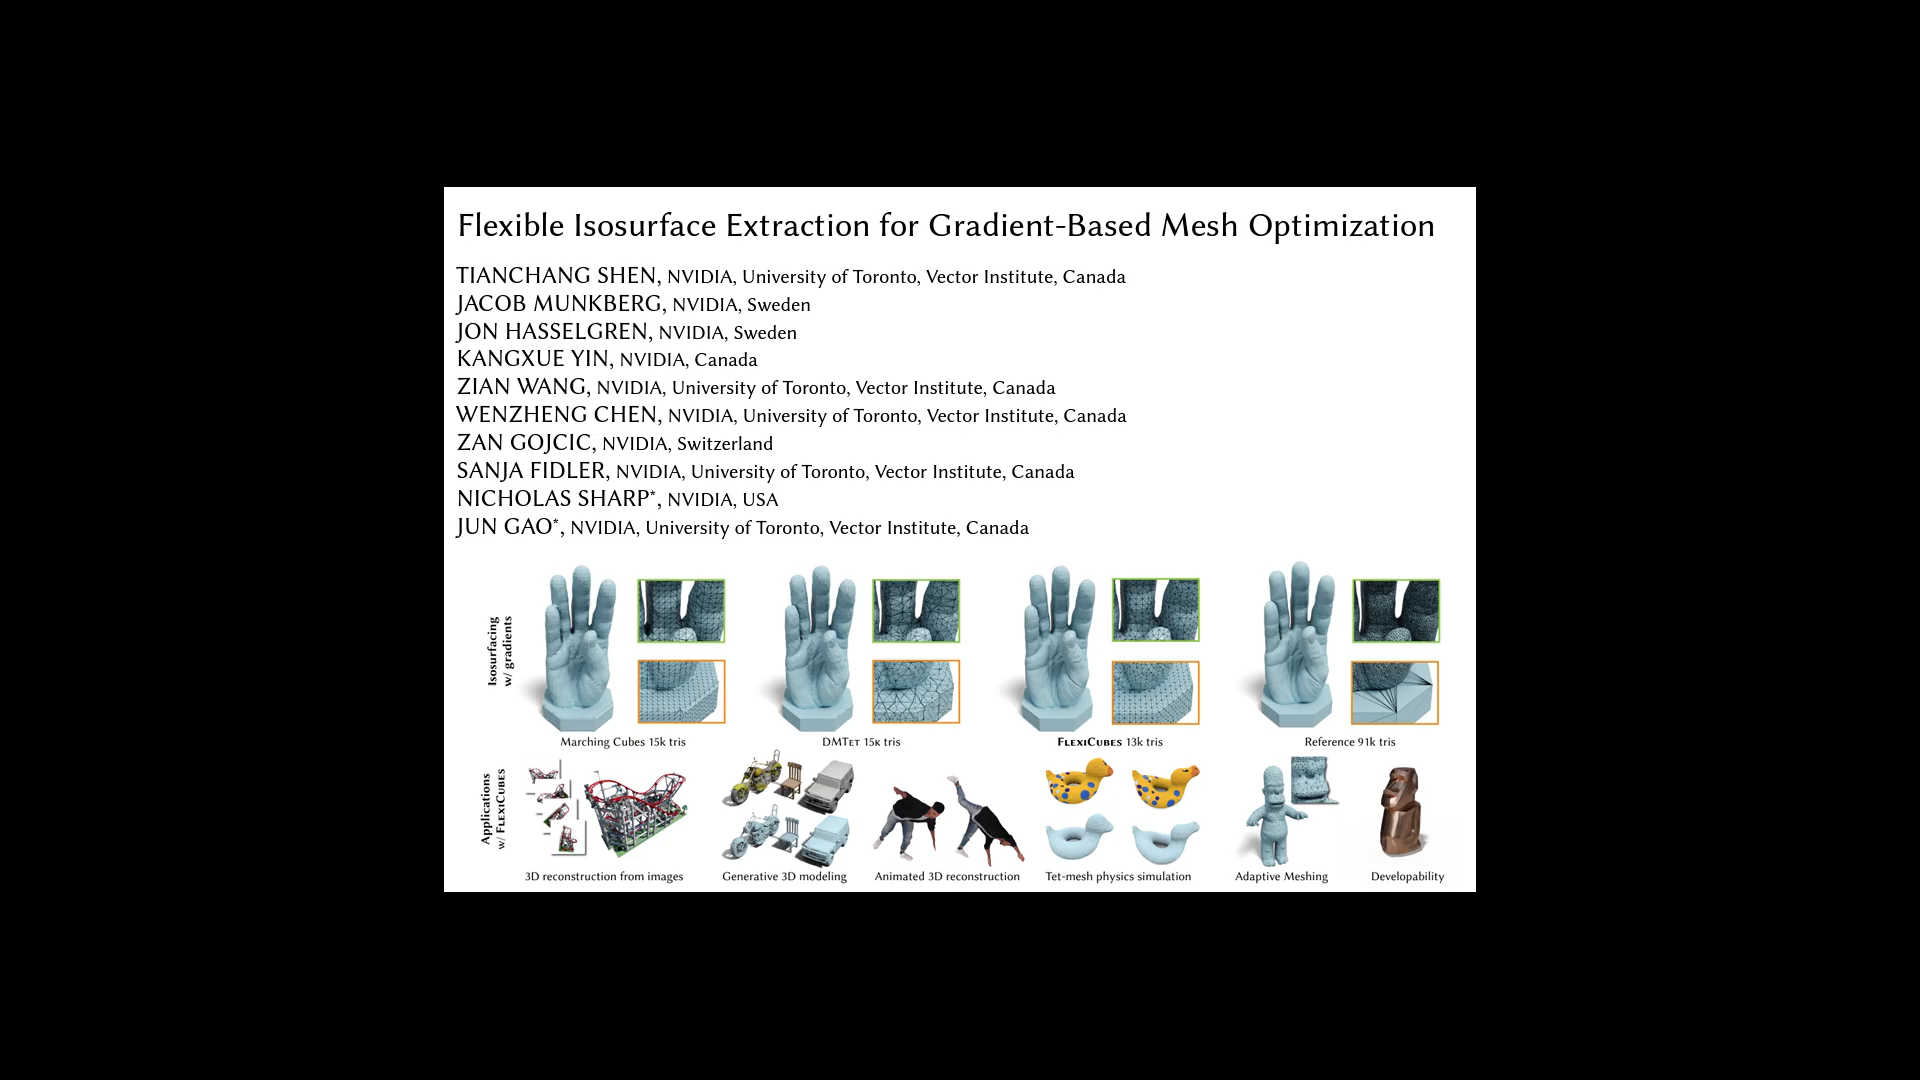 Flexible Isosurface Extraction for Gradient-Based Mesh Optimization
TIANCHANG SHEN, NVIDIA, University of Toronto, Vector Institute, Canada
JACOB MUNKBERG, NVIDIA, Sweden
JON HASSELGREN, NVIDIA, Sweden
KANGXUE YIN, NVIDIA, Canada
ZIAN WANG, NVIDIA, University of Toronto, Vector Institute, Canada
WENZHENG CHEN, NVIDIA, University of Toronto, Vector Institute, Canada
ZAN GOJCIC, NVIDIA, Switzerland
SANJA FIDLER, NVIDIA, University of Toronto, Vector Institute, Canada
NICHOLAS SHARP*, NVIDIA, USA
JUN GAO*, NVIDIA, University of Toronto, Vector Institute, Canada
Isosurfacing
w/ gradients
Marching Cubes 15k tris
DMTET 15K tris
FLEXICUBES 13k tris
Reference 91k tris
Applications
w/ FLEXICUBES
3D reconstruction from images
Generative 3D modeling
Animated 3D reconstruction
Tet-mesh physics simulation
Adaptive Meshing
Developability